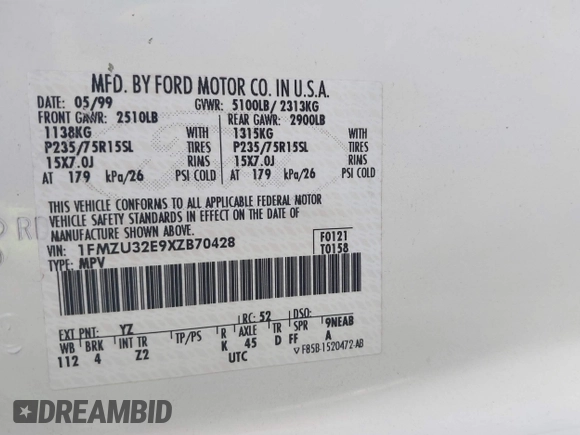 MFD. BY FORD MOTOR CO. IN U.S.A.
DATE: 05/99 GVWR: 5100LB/ 2313KG
FRONT GAWR: 2510LB REAR GAWR: 2900LB
1138KG WITH 1315KG WITH
P235/75R15SL TIRES P235/75R15SL TIRES
15X7.0J RIMS 15X7.0J RIMS
AT 179 kPa/26 PSI COLD AT 179 kPa/26 PSI COLD
THIS VEHICLE CONFORMS TO ALL APPLICABLE FEDERAL MOTOR
VEHICLE SAFETY STANDARDS IN EFFECT ON THE DATE OF
MANUFACTURE SHOWN ABOVE.
VIN: 1FMZU32E9XZB70428 F0121
TYPE: MPV T0158
EXT PNT: YZ RC: 52 DSO:
WB BRK INT TR TP/PS R AXLE TR SPR 9NEAB
112 4 Z2 K 45 D FF A
UTC ▽ F85B-1520472-AB
DREAMBID